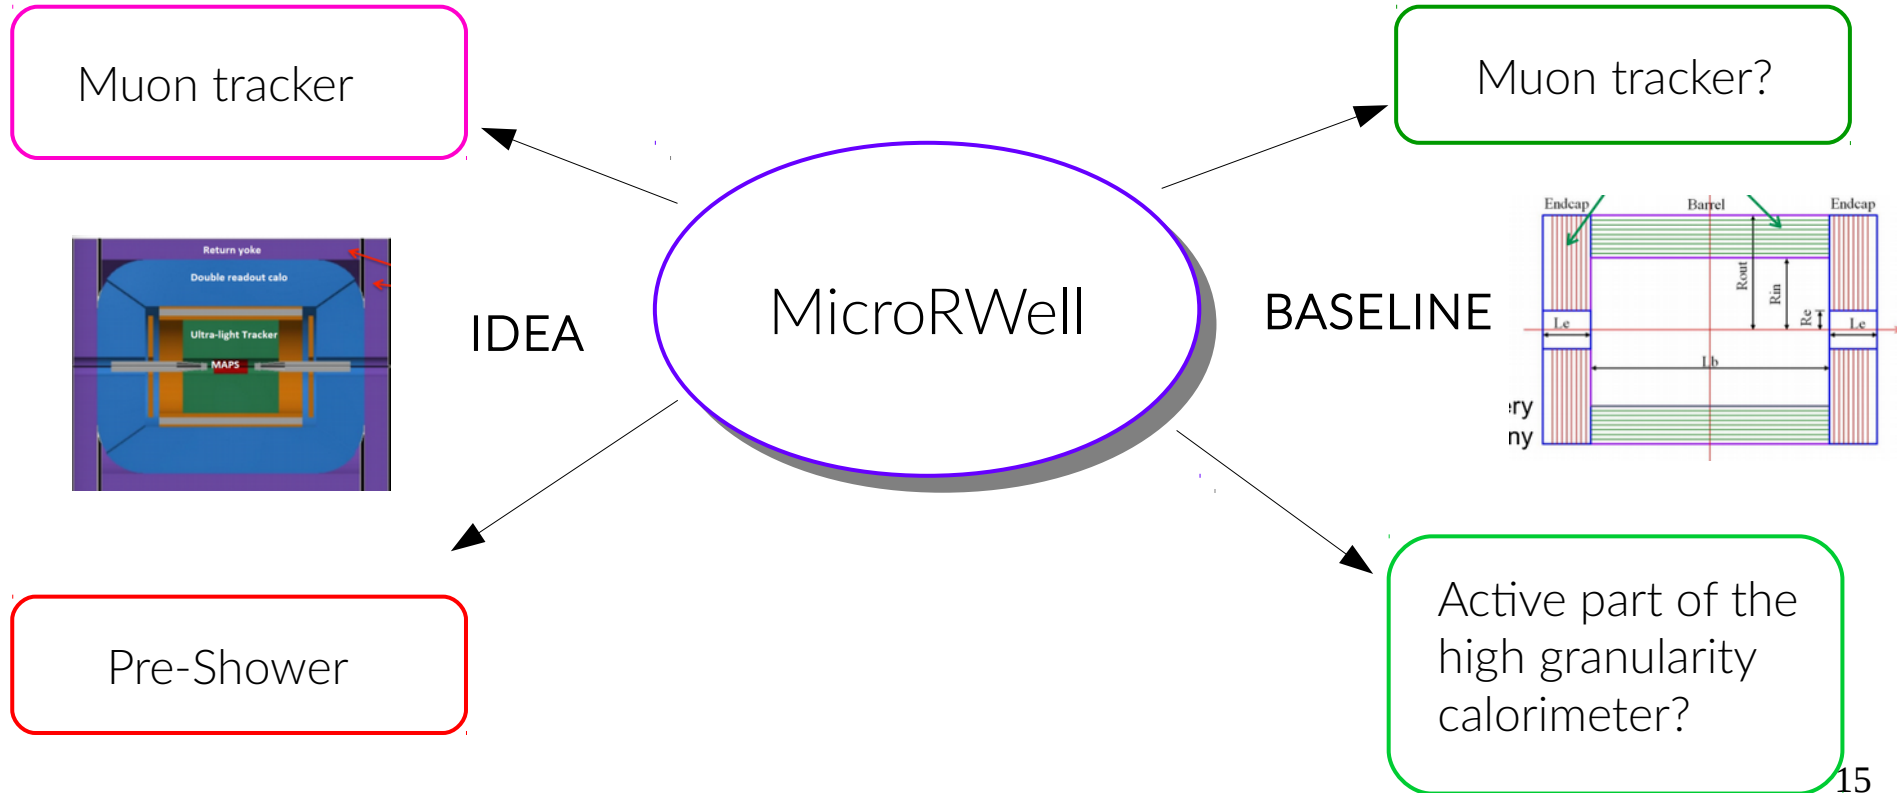 Muon tracker
Muon tracker?
Return yoke
Double readout calo
Ultra-light Tracker
MAPS
IDEA
MicroRWell
BASELINE
Endcap
Barrel
Endcap
Rout
Rin
Re
Le
Le
Lb
ry
ny
Pre-Shower
Active part of the
high granularity
calorimeter?
15